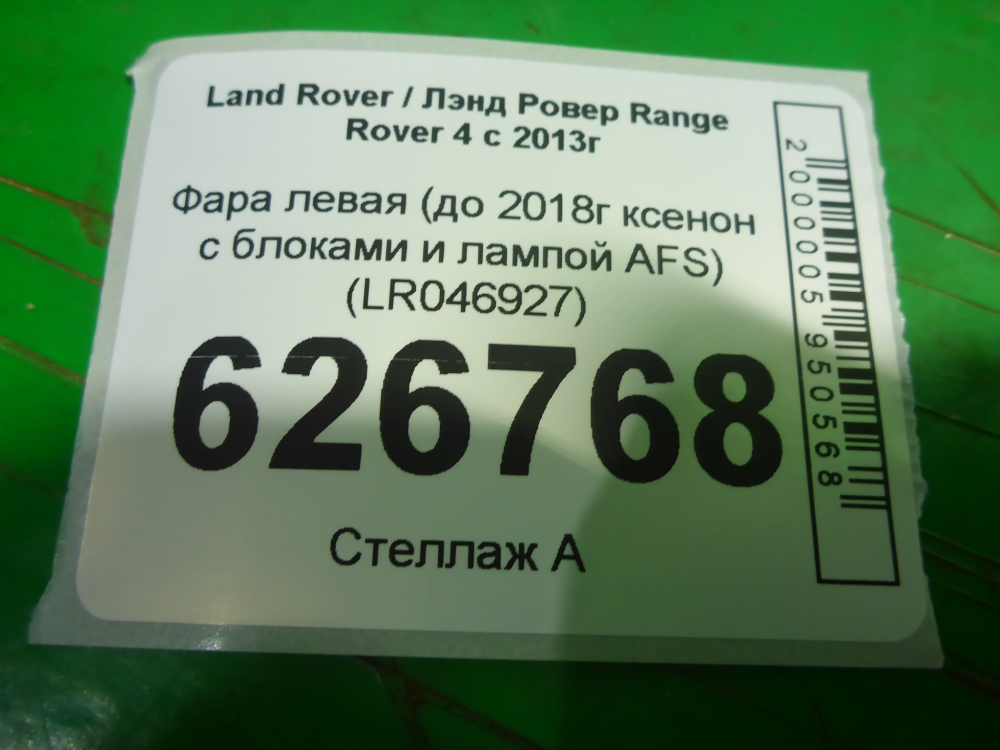 Land Rover / Лэнд Ровер Range
Rover 4 с 2013г
Фара левая (до 2018г ксенон
с блоками и лампой AFS)
(LR046927)
626768
Стеллаж А
2000005950568